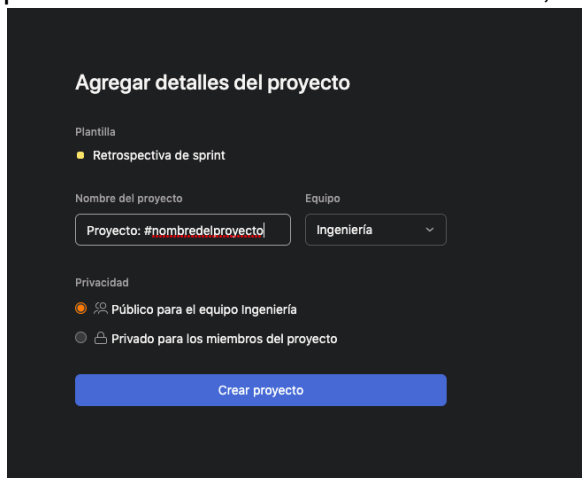 Agregar detalles del proyecto
Plantilla
Retrospectiva de sprint
Nombre del proyecto Equipo
Proyecto: #nombredelproyecto Ingeniería
Privacidad
Público para el equipo Ingeniería
Privado para los miembros del proyecto
Crear proyecto